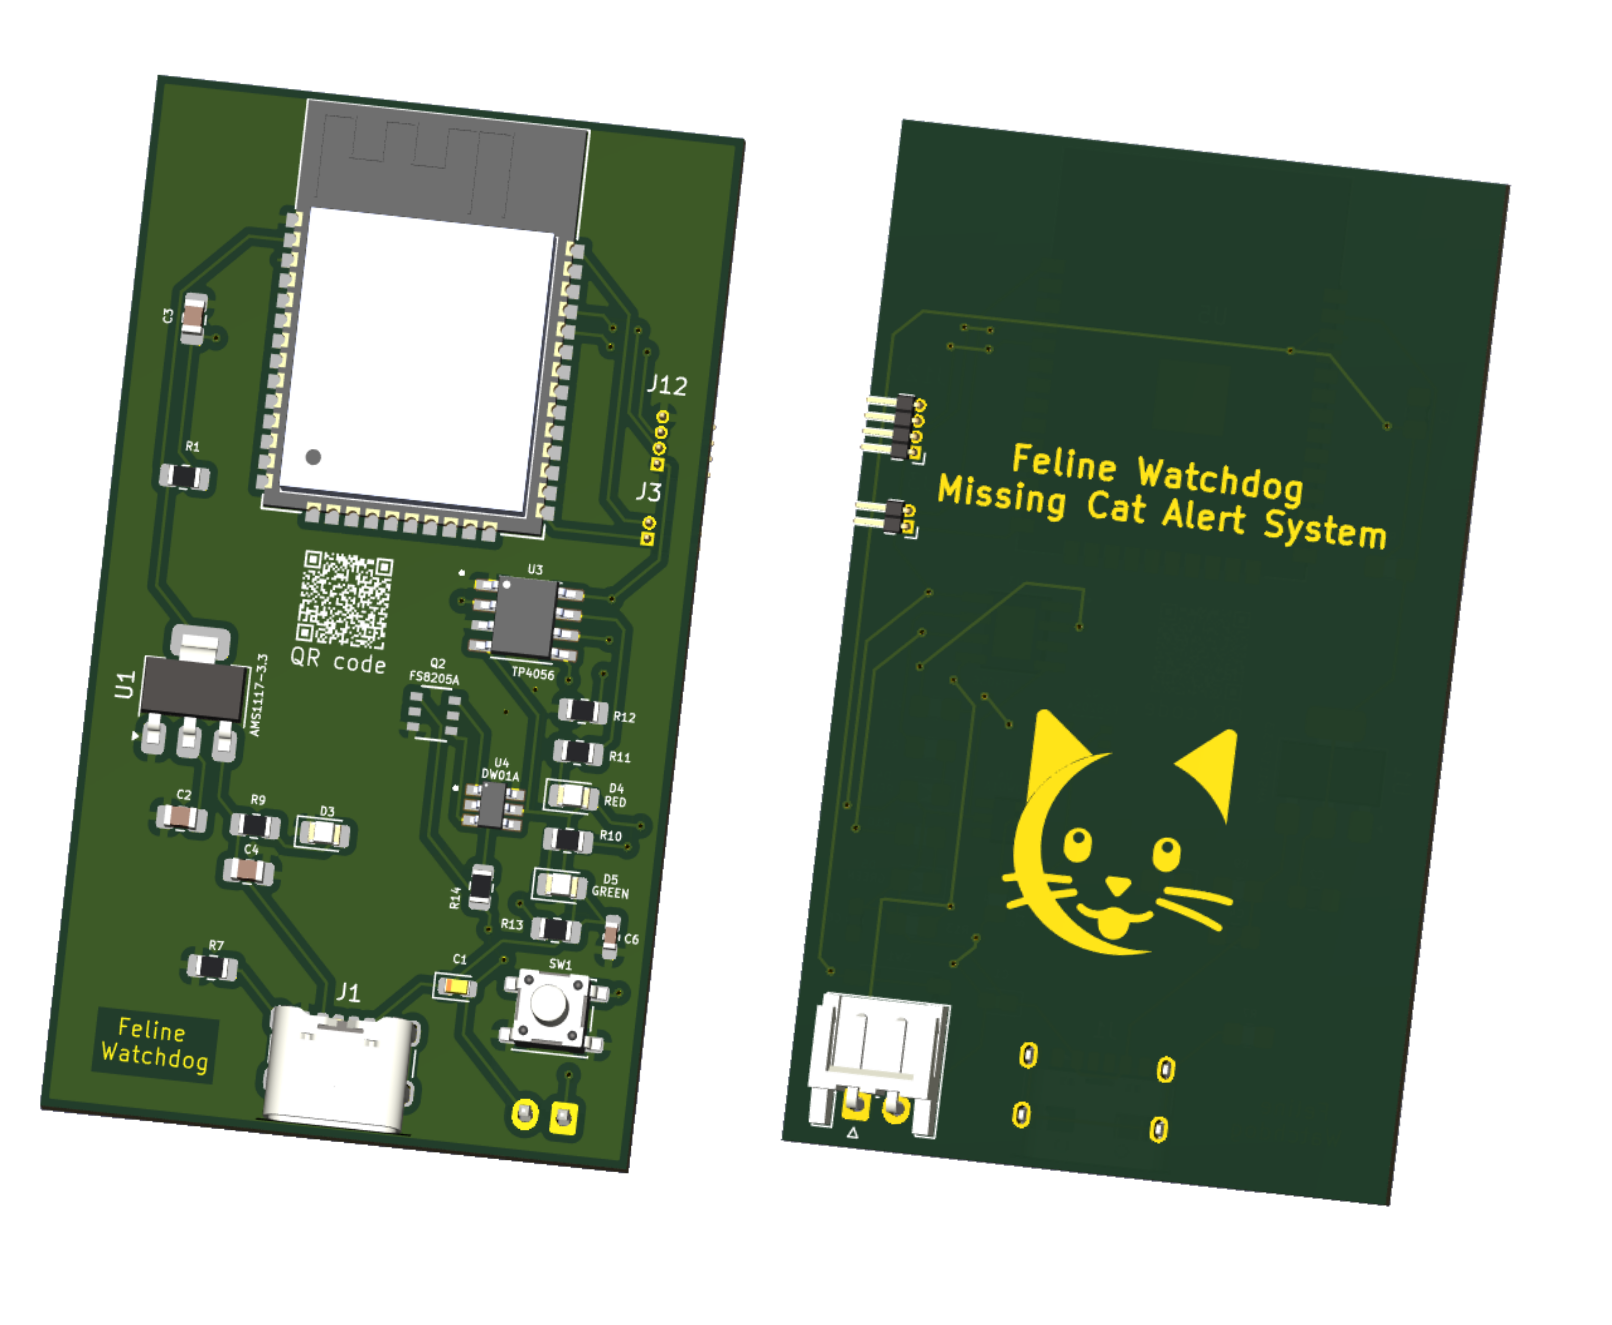 C3
J12
R1
J3
U3
QR code
TP4056
Q2
FS8205A
U1
AMS1117-3.3
R12
R11
U4
DW01A
D4
RED
C2
R9
D3
R10
C4
D5
GREEN
R14
R13
C6
R7
C1
SW1
J1
Feline
Watchdog
Feline Watchdog
Missing Cat Alert System